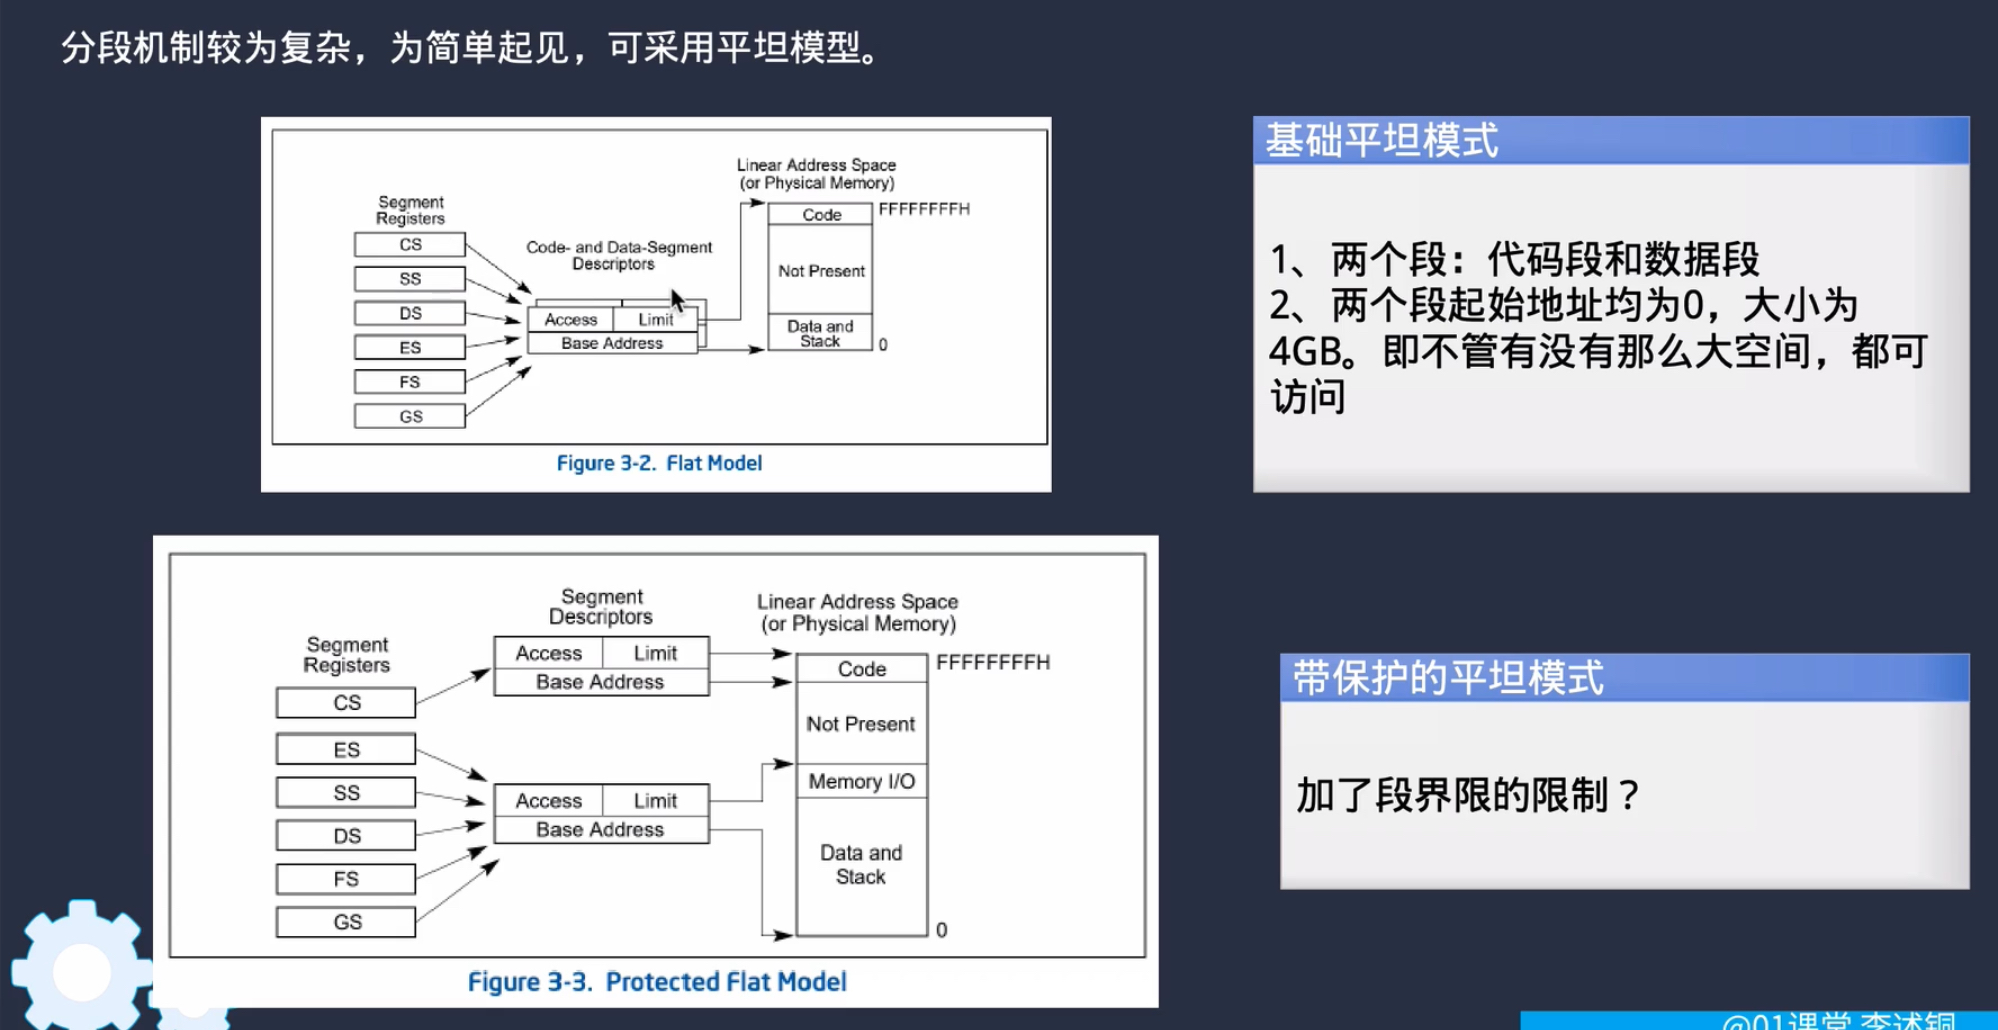 分段机制较为复杂，为简单起见，可采用平坦模型。
Linear Address Space
(or Physical Memory)
Segment
Registers
CS
SS
DS
ES
FS
GS
Code- and Data-Segment
Descriptors
Access
Limit
Base Address
Code
FFFFFFFFH
Not Present
Data and
Stack
0
Figure 3-2. Flat Model
基础平坦模式
1、两个段：代码段和数据段
2、两个段起始地址均为0，大小为
4GB。即不管有没有那么大空间，都可
访问
Segment
Registers
CS
ES
SS
DS
FS
GS
Segment
Descriptors
Access
Limit
Base Address
Access
Limit
Base Address
Linear Address Space
(or Physical Memory)
Code
FFFFFFFFH
Not Present
Memory I/O
Data and
Stack
0
Figure 3-3. Protected Flat Model
带保护的平坦模式
加了段界限的限制？
@01课堂 李述铜